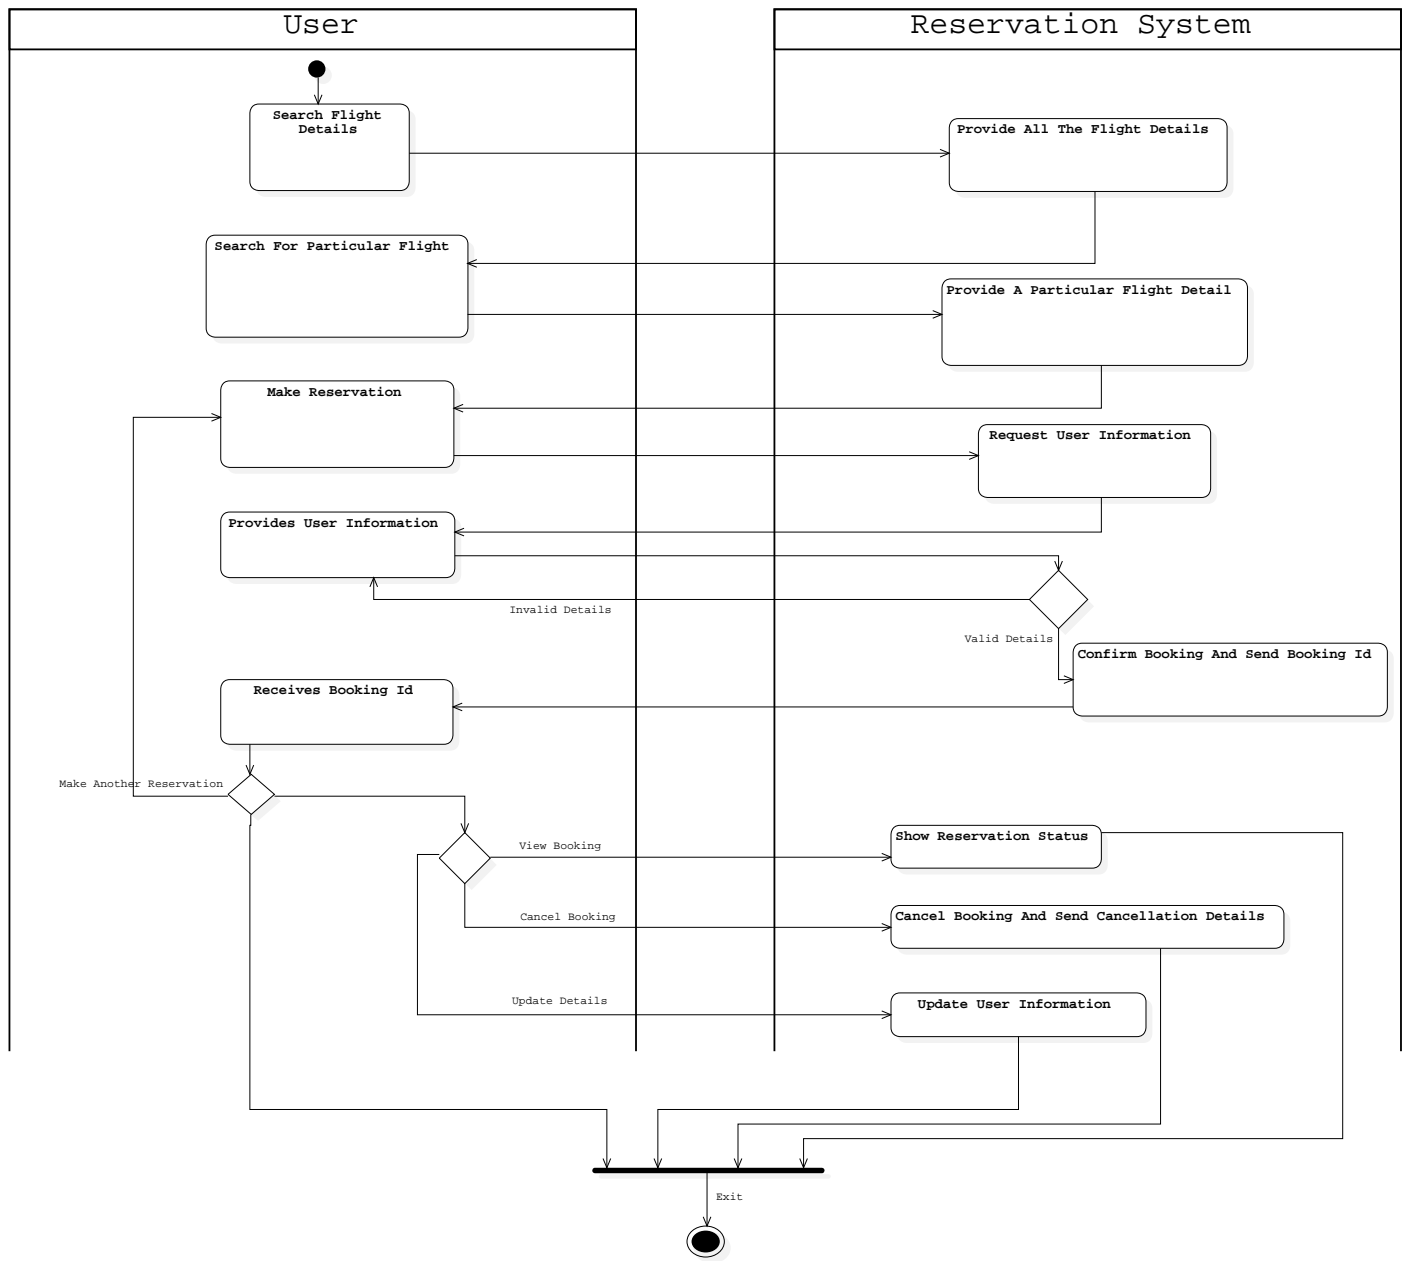 User
Reservation System
Search Flight
Details
Provide All The Flight Details
Search For Particular Flight
Provide A Particular Flight Detail
Make Reservation
Request User Information
Provides User Information
Invalid Details
Valid Details
Confirm Booking And Send Booking Id
Receives Booking Id
Make Another Reservation
View Booking
Show Reservation Status
Cancel Booking
Cancel Booking And Send Cancellation Details
Update Details
Update User Information
Exit